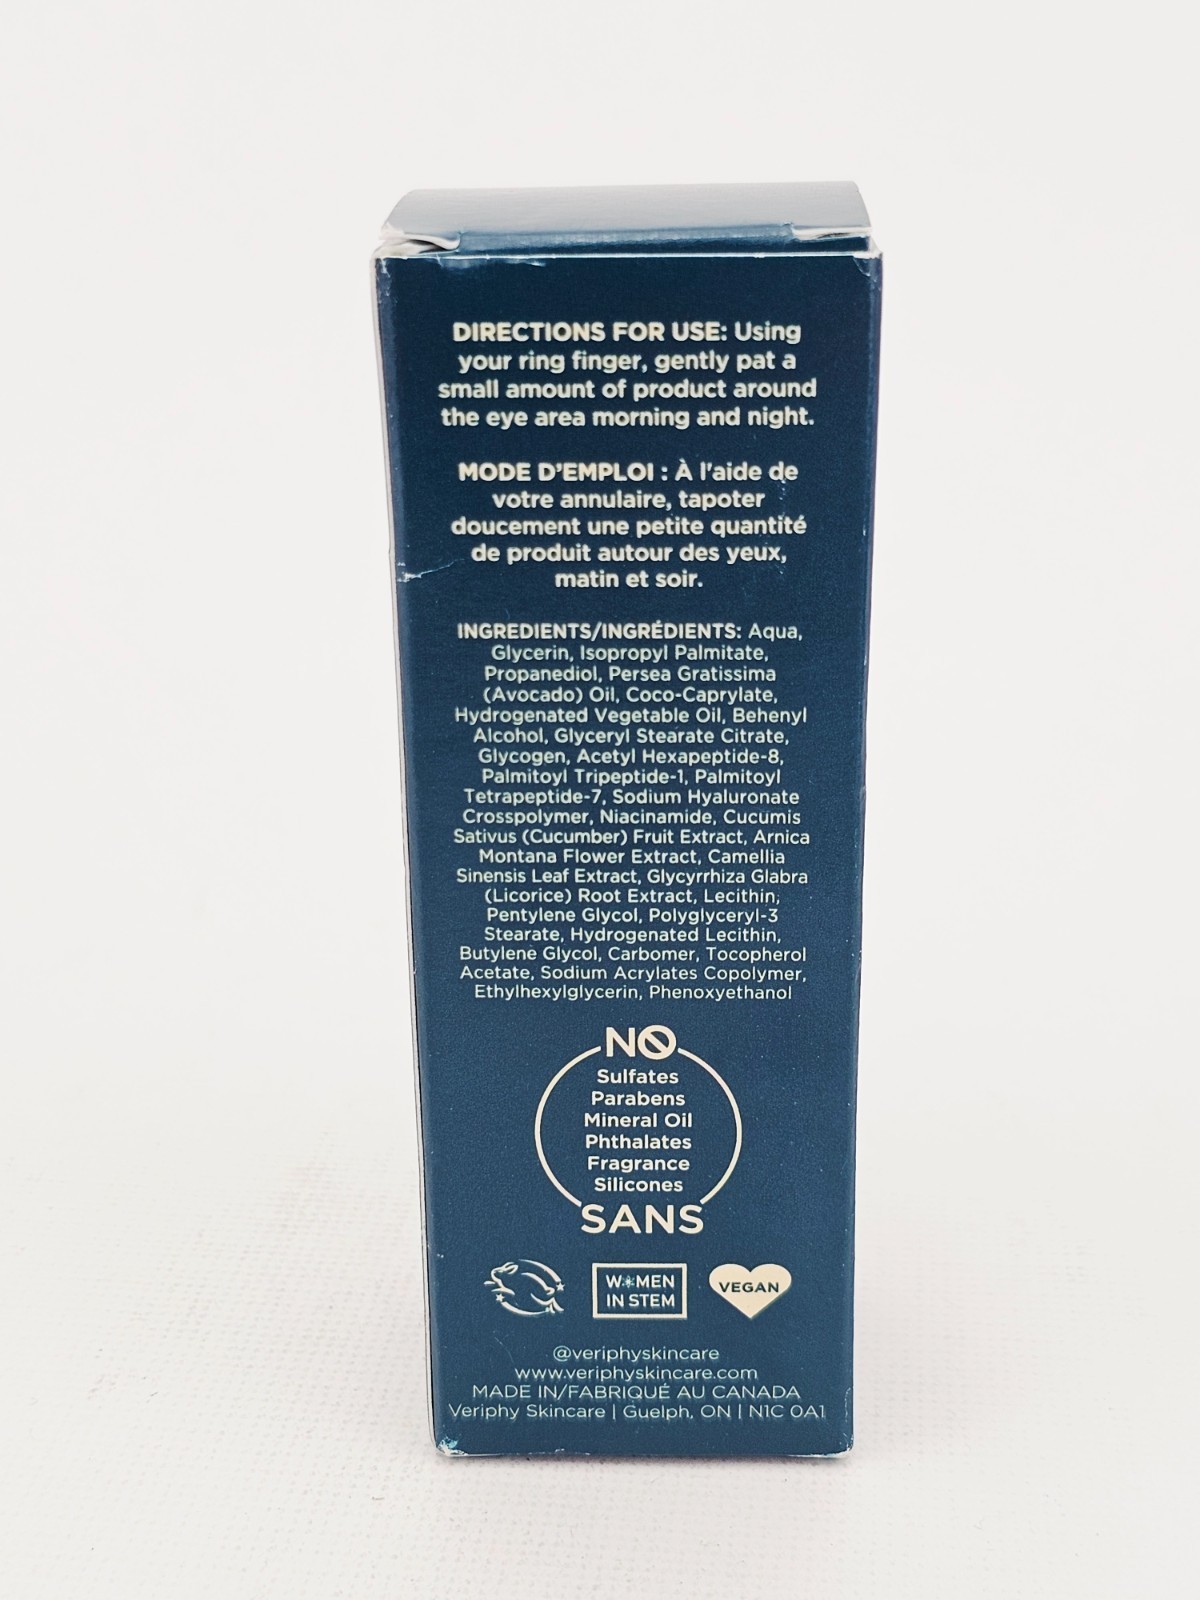 DIRECTIONS FOR USE: Using
your ring finger, gently pat a
small amount of product around
the eye area morning and night.
MODE D'EMPLOI : À l'aide de
votre annulaire, tapoter
doucement une petite quantité
de produit autour des yeux,
matin et soir.
INGREDIENTS/INGRÉDIENTS: Aqua,
Glycerin, Isopropyl Palmitate,
Propanediol, Persea Gratissima
(Avocado) Oil, Coco-Caprylate,
Hydrogenated Vegetable Oil, Behenyl
Alcohol, Glyceryl Stearate Citrate,
Glycogen, Acetyl Hexapeptide-8,
Palmitoyl Tripeptide-1, Palmitoyl
Tetrapeptide-7, Sodium Hyaluronate
Crosspolymer, Niacinamide, Cucumis
Sativus (Cucumber) Fruit Extract, Arnica
Montana Flower Extract, Camellia
Sinensis Leaf Extract, Glycyrrhiza Glabra
(Licorice) Root Extract, Lecithin,
Pentylene Glycol, Polyglyceryl-3
Stearate, Hydrogenated Lecithin,
Butylene Glycol, Carbomer, Tocopherol
Acetate, Sodium Acrylates Copolymer,
Ethylhexylglycerin, Phenoxyethanol
NO
Sulfates
Parabens
Mineral Oil
Phthalates
Fragrance
Silicones
SANS
WOMEN
IN STEM
VEGAN
@veriphyskincare
www.veriphyskincare.com
MADE IN/FABRIQUÉ AU CANADA
Veriphy Skincare | Guelph, ON | N1C 0A1